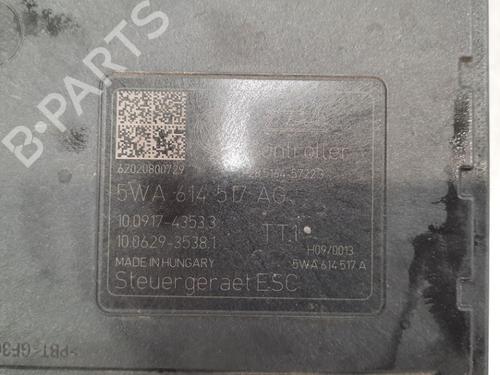 B-PARTS
ontroller
62020800729
5WA 614 517 AG
10.0917-4353.3
10.0629-3538.1
TT1
H09/0013
MADE IN HUNGARY
5WA 614 517 A
Steuergeraet ESC